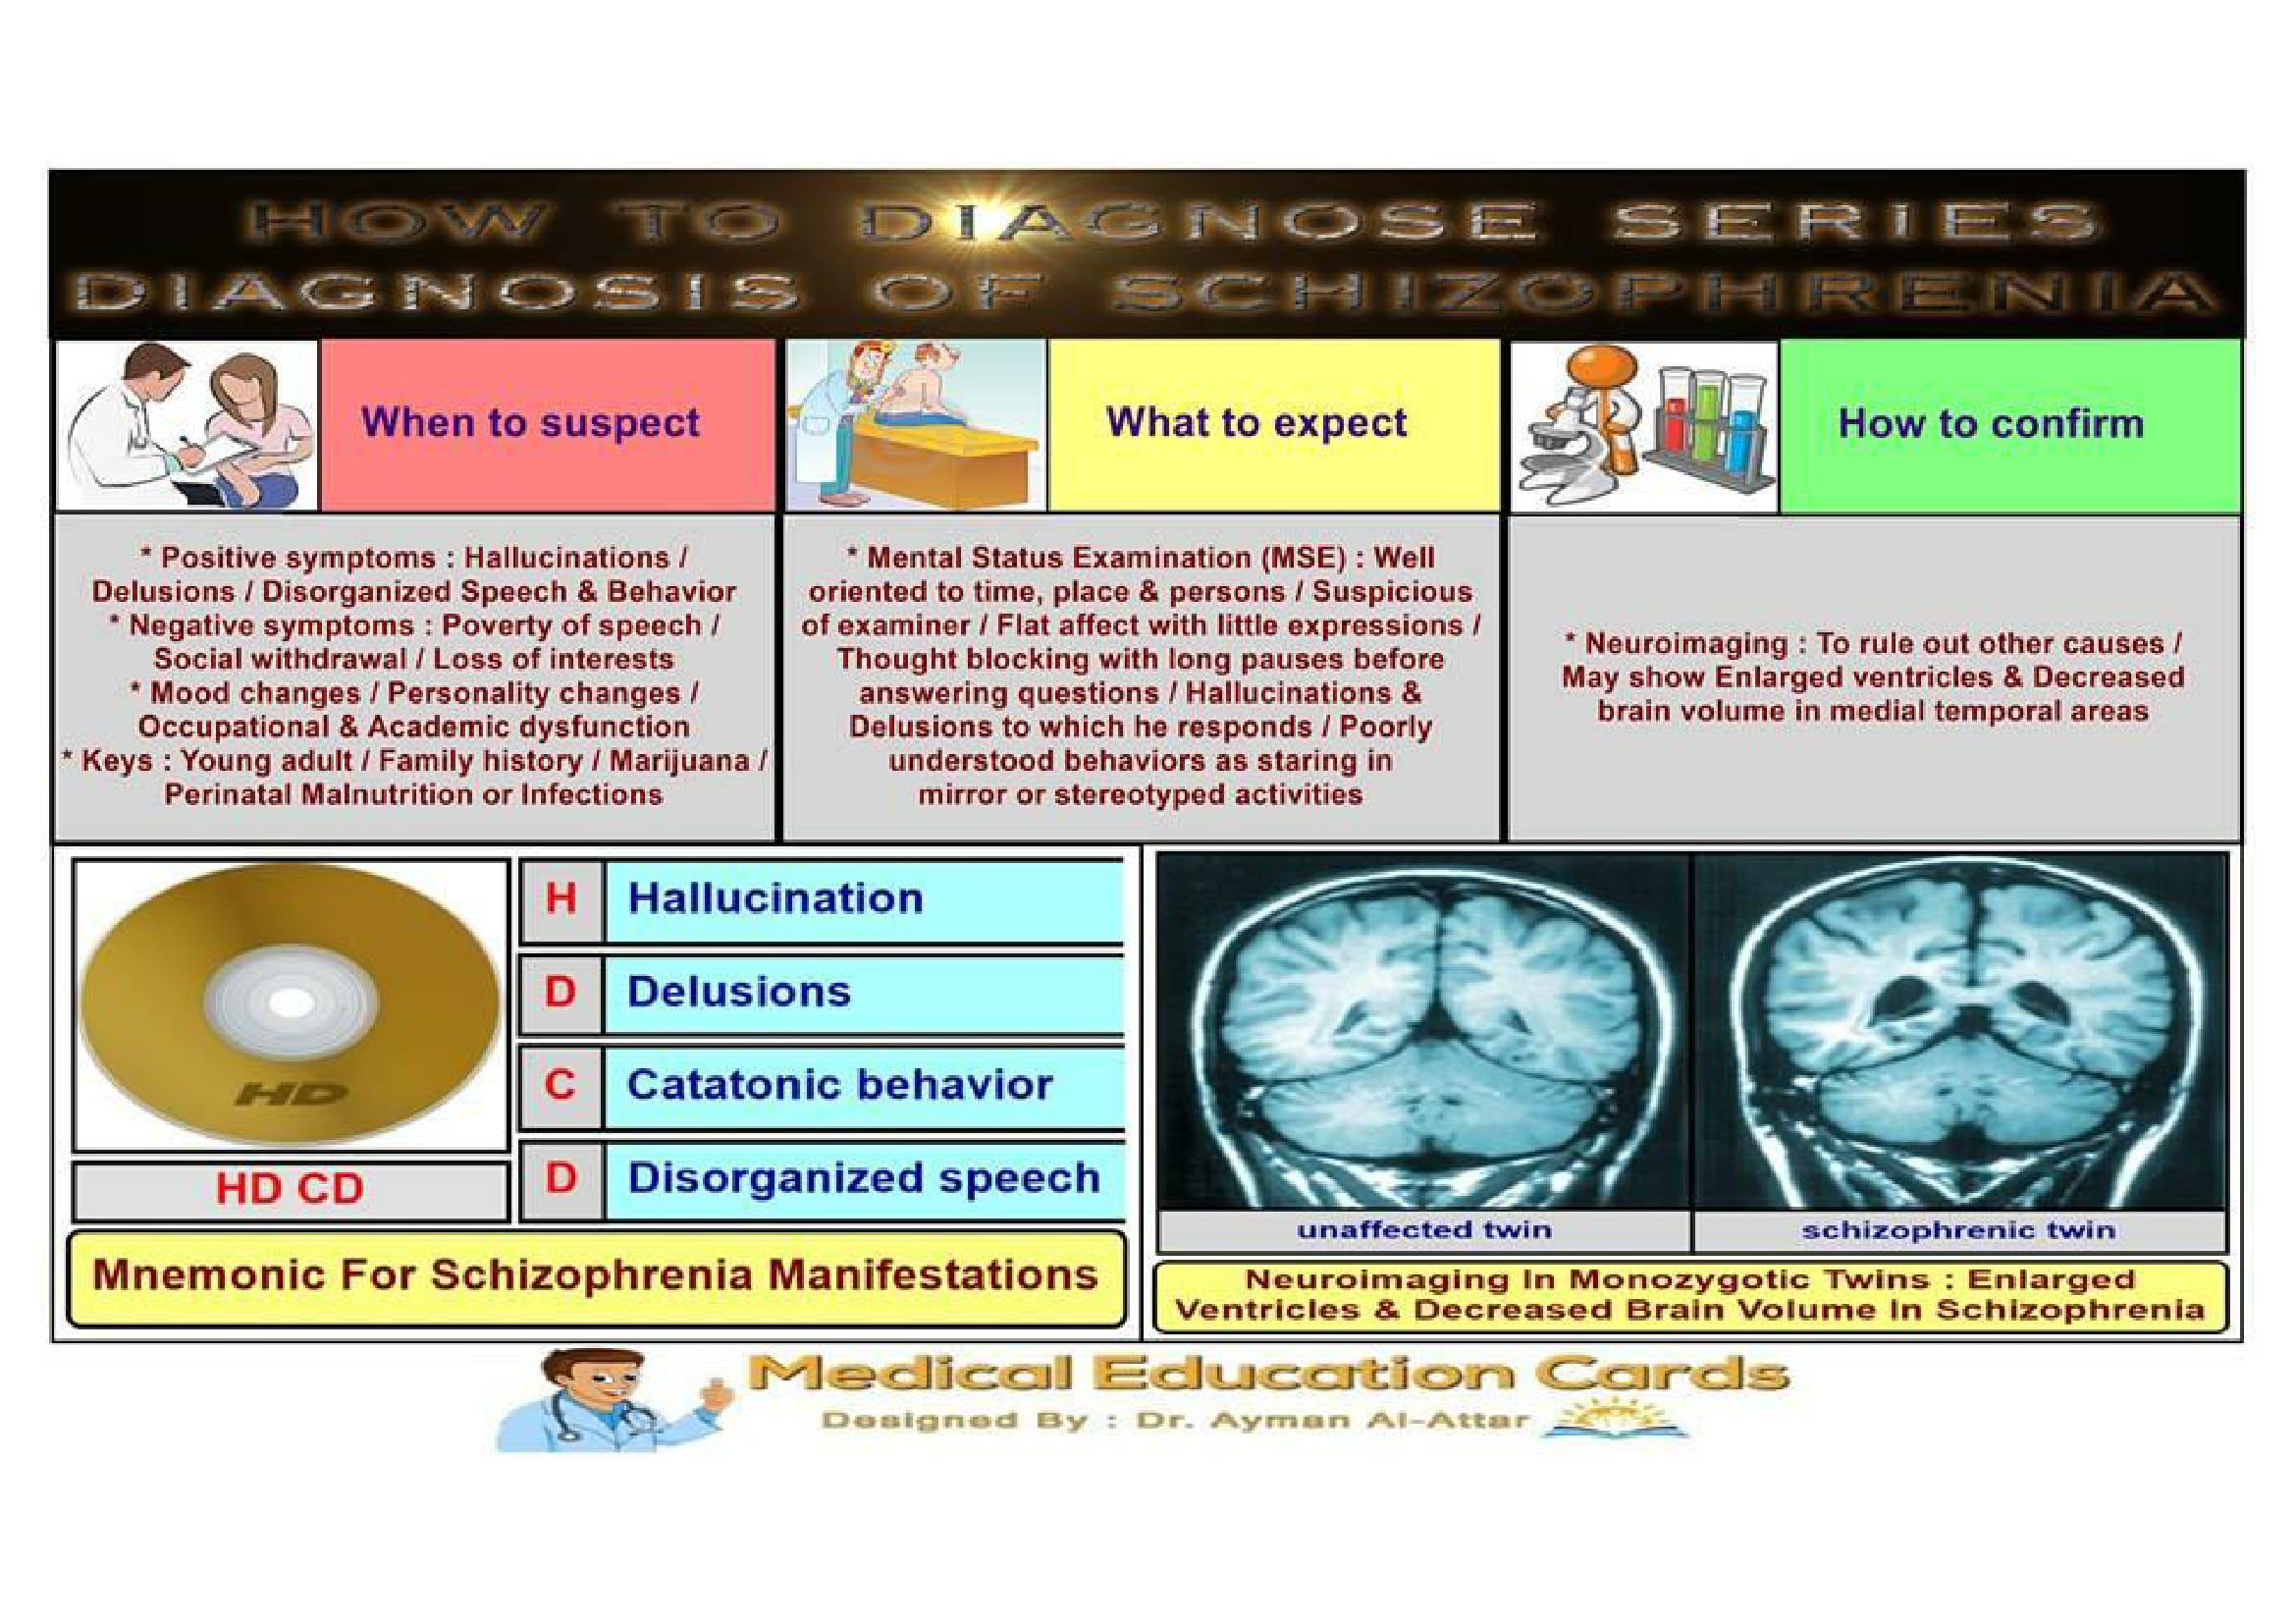 HOW TO DIAGNOSE SERIES
DIAGNOSIS OF SCHIZOPHRENIA
When to suspect
* Positive symptoms : Hallucinations /
Delusions / Disorganized Speech & Behavior
* Negative symptoms : Poverty of speech /
Social withdrawal / Loss of interests
* Mood changes / Personality changes /
Occupational & Academic dysfunction
* Keys : Young adult / Family history / Marijuana /
Perinatal Malnutrition or Infections
What to expect
* Mental Status Examination (MSE) : Well
oriented to time, place & persons / Suspicious
of examiner / Flat affect with little expressions /
Thought blocking with long pauses before
answering questions / Hallucinations &
Delusions to which he responds / Poorly
understood behaviors as staring in
mirror or stereotyped activities
How to confirm
* Neuroimaging : To rule out other causes /
May show Enlarged ventricles & Decreased
brain volume in medial temporal areas
HD
HD CD
H Hallucination
D Delusions
C Catatonic behavior
D Disorganized speech
Mnemonic For Schizophrenia Manifestations
unaffected twin
schizophrenic twin
Neuroimaging In Monozygotic Twins : Enlarged
Ventricles & Decreased Brain Volume In Schizophrenia
Medical Education Cards
Designed By : Dr. Ayman Al-Attar